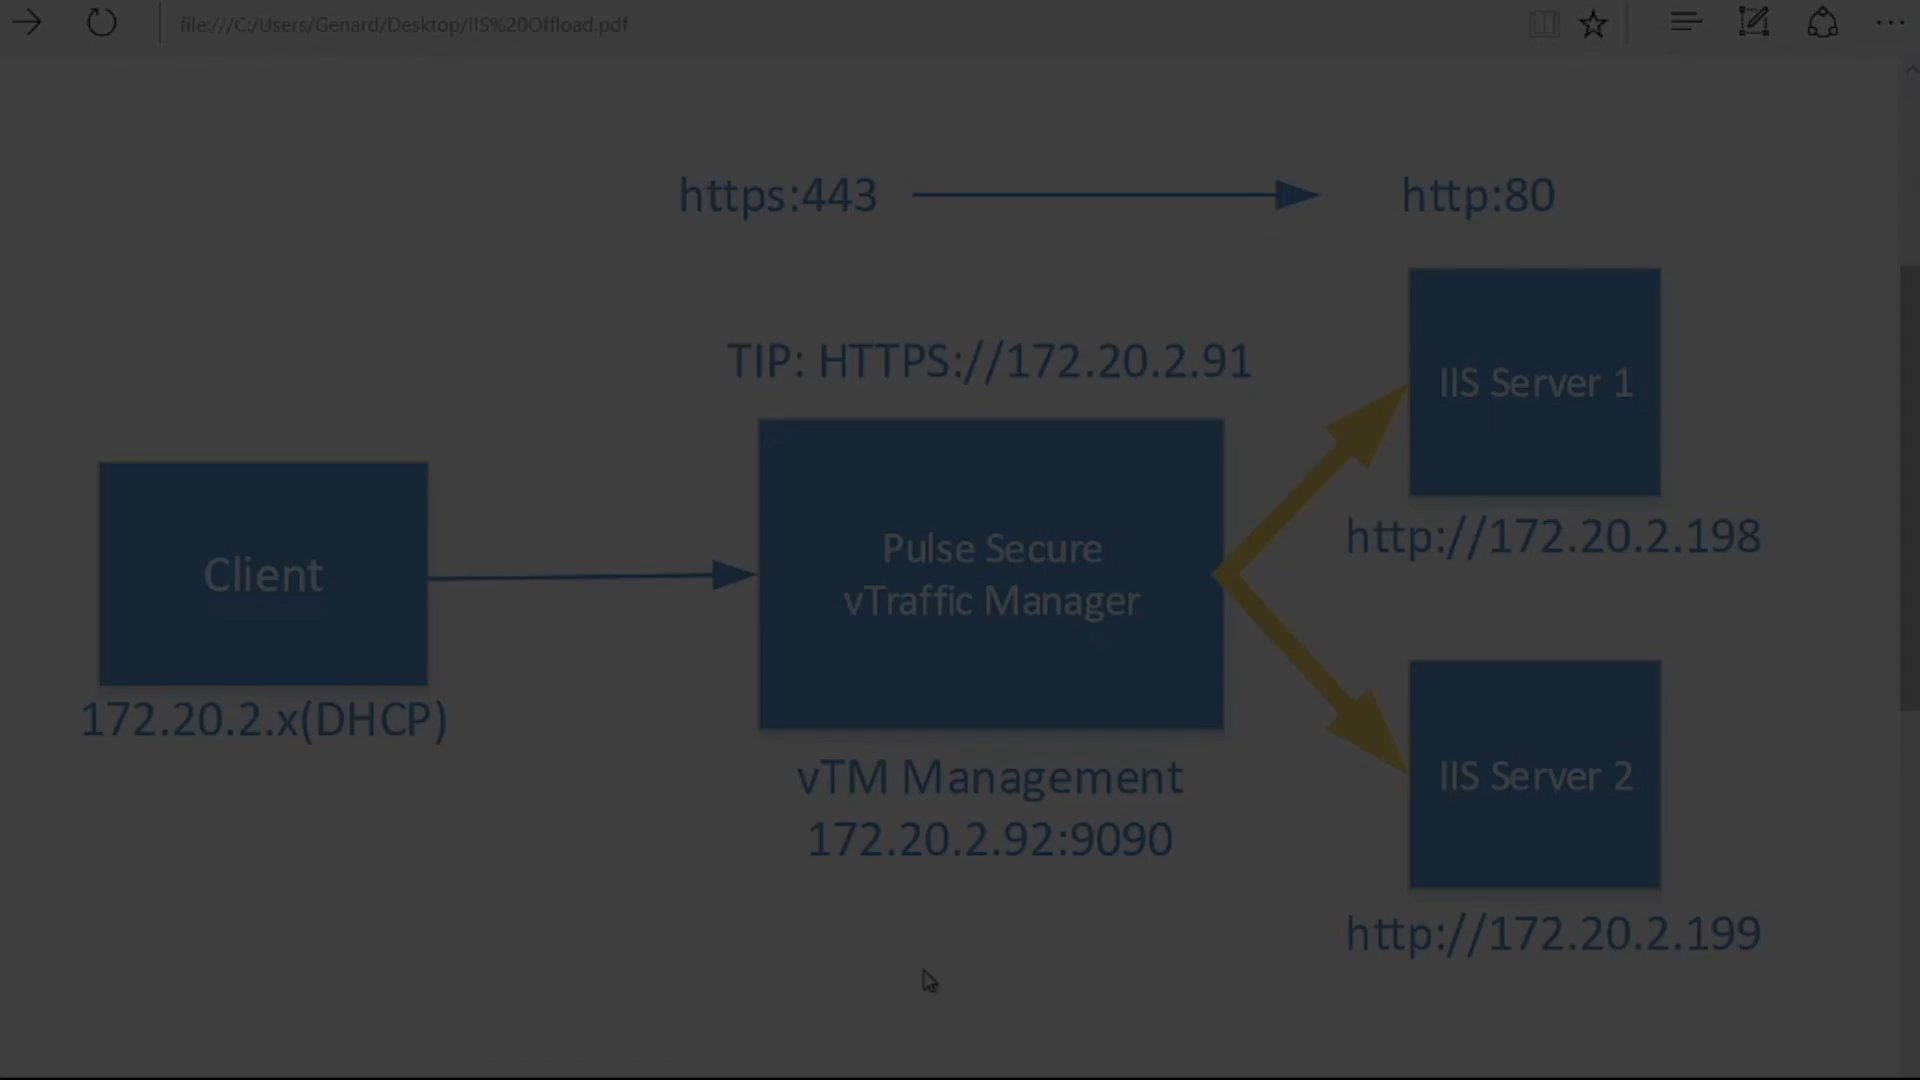 file:///C:/Users/Genard/Desktop/IIS%20Offload.pdf
https:443
http:80
TIP: HTTPS://172.20.2.91
IIS Server 1
http://172.20.2.198
Client
172.20.2.x(DHCP)
Pulse Secure
vTraffic Manager
vTM Management
172.20.2.92:9090
IIS Server 2
http://172.20.2.199